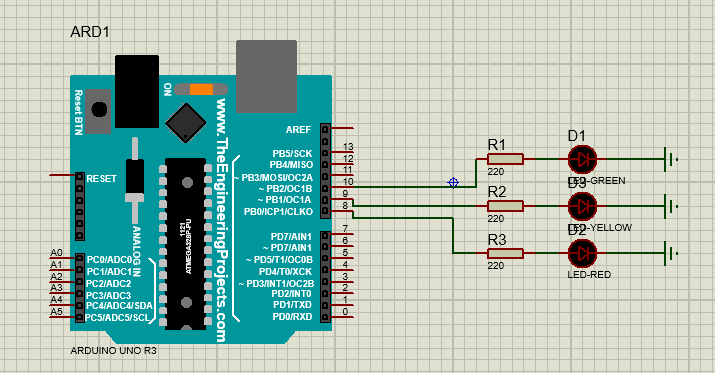 ARD1
ON
Reset BTN
www.TheEngineeringProjects.com
1121
ATMEGA328P-PU
ANALOG IN
RESET
A0
A1
A2
A3
A4
A5
PC0/ADC0
PC1/ADC1
PC2/ADC2
PC3/ADC3
PC4/ADC4/SDA
PC5/ADC5/SCL
AREF
PB5/SCK 13
PB4/MISO 12
~ PB3/MOSI/OC2A 11
~ PB2/OC1B 10
~ PB1/OC1A 9
PB0/ICP1/CLKO 8
PD7/AIN1 7
~ PD7/AIN1 6
~ PD5/T1/OC0B 5
PD4/T0/XCK 4
~ PD3/INT1/OC2B 3
PD2/INT0 2
PD1/TXD 1
PD0/RXD 0
ARDUINO UNO R3
R1
220
D1
LED-GREEN
R2
220
D3
LED-YELLOW
R3
220
D2
LED-RED